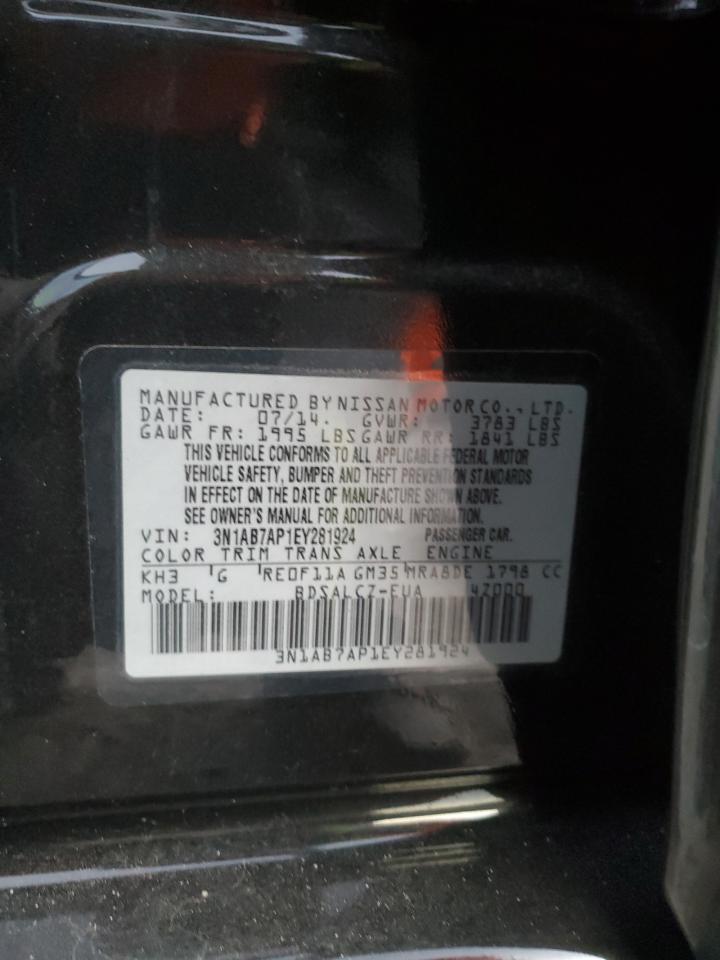 MANUFACTURED BY NISSAN MOTOR CO., LTD.
DATE: 07/14. GVWR: 3783 LBS
GAWR FR: 1995 LBS GAWR RR: 1841 LBS
THIS VEHICLE CONFORMS TO ALL APPLICABLE FEDERAL MOTOR
VEHICLE SAFETY, BUMPER AND THEFT PREVENTION STANDARDS
IN EFFECT ON THE DATE OF MANUFACTURE SHOWN ABOVE.
SEE OWNER'S MANUAL FOR ADDITIONAL INFORMATION.
VIN: 3N1AB7AP1EY281924 PASSENGER CAR.
COLOR TRIM TRANS AXLE ENGINE
KH3 G RE0F11A GM35 MRA8DE 1798 CC
MODEL: BDSALCZ-EUA 4Z000
3N1AB7AP1EY281924